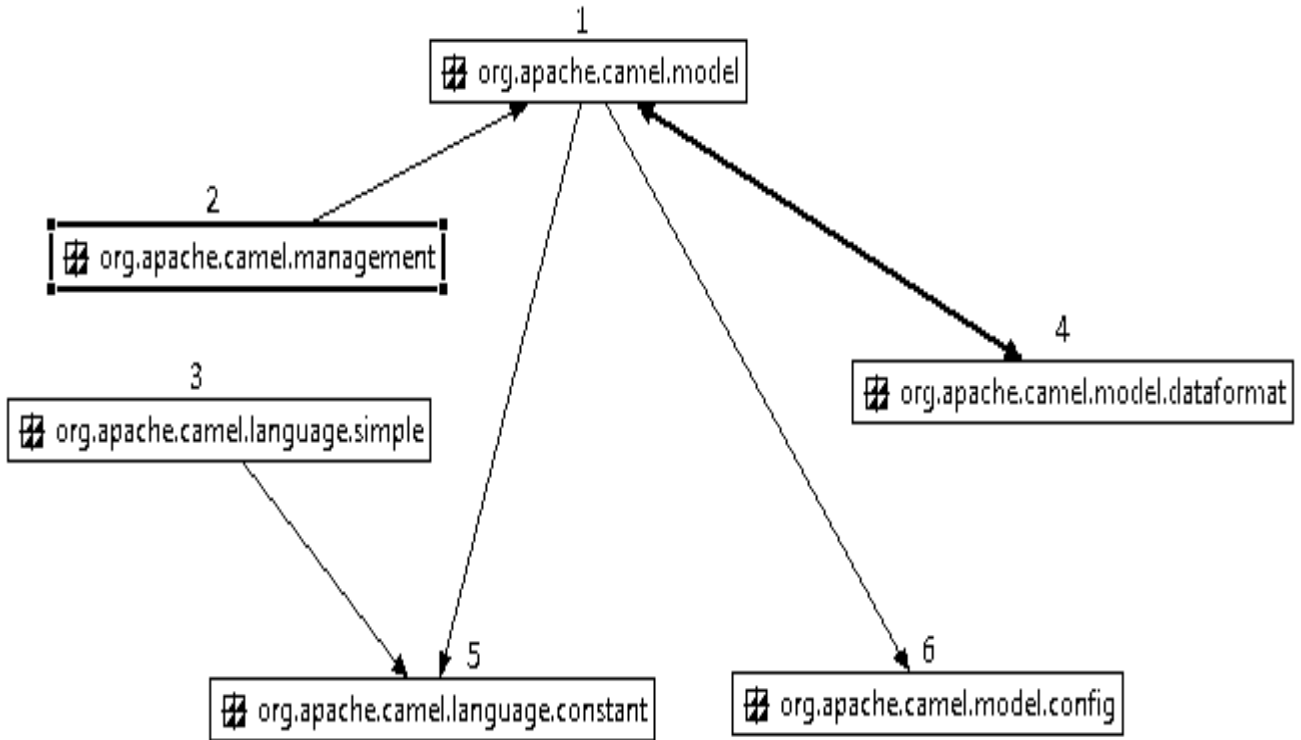 1
org.apache.camel.model
2
org.apache.camel.management
3
org.apache.camel.language.simple
4
org.apache.camel.model.dataformat
5
org.apache.camel.language.constant
6
org.apache.camel.model.config